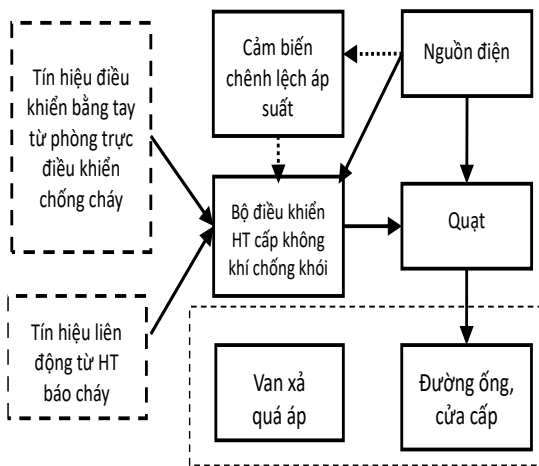 Tín hiệu điều
khiển bằng tay
từ phòng trực
điều khiển
chống cháy
Cảm biến
chênh lệch áp
suất
Nguồn điện
Bộ điều khiển
HT cấp không
khí chống khói
Quạt
Tín hiệu liên
động từ HT
báo cháy
Van xả
quá áp
Đường ống,
cửa cấp